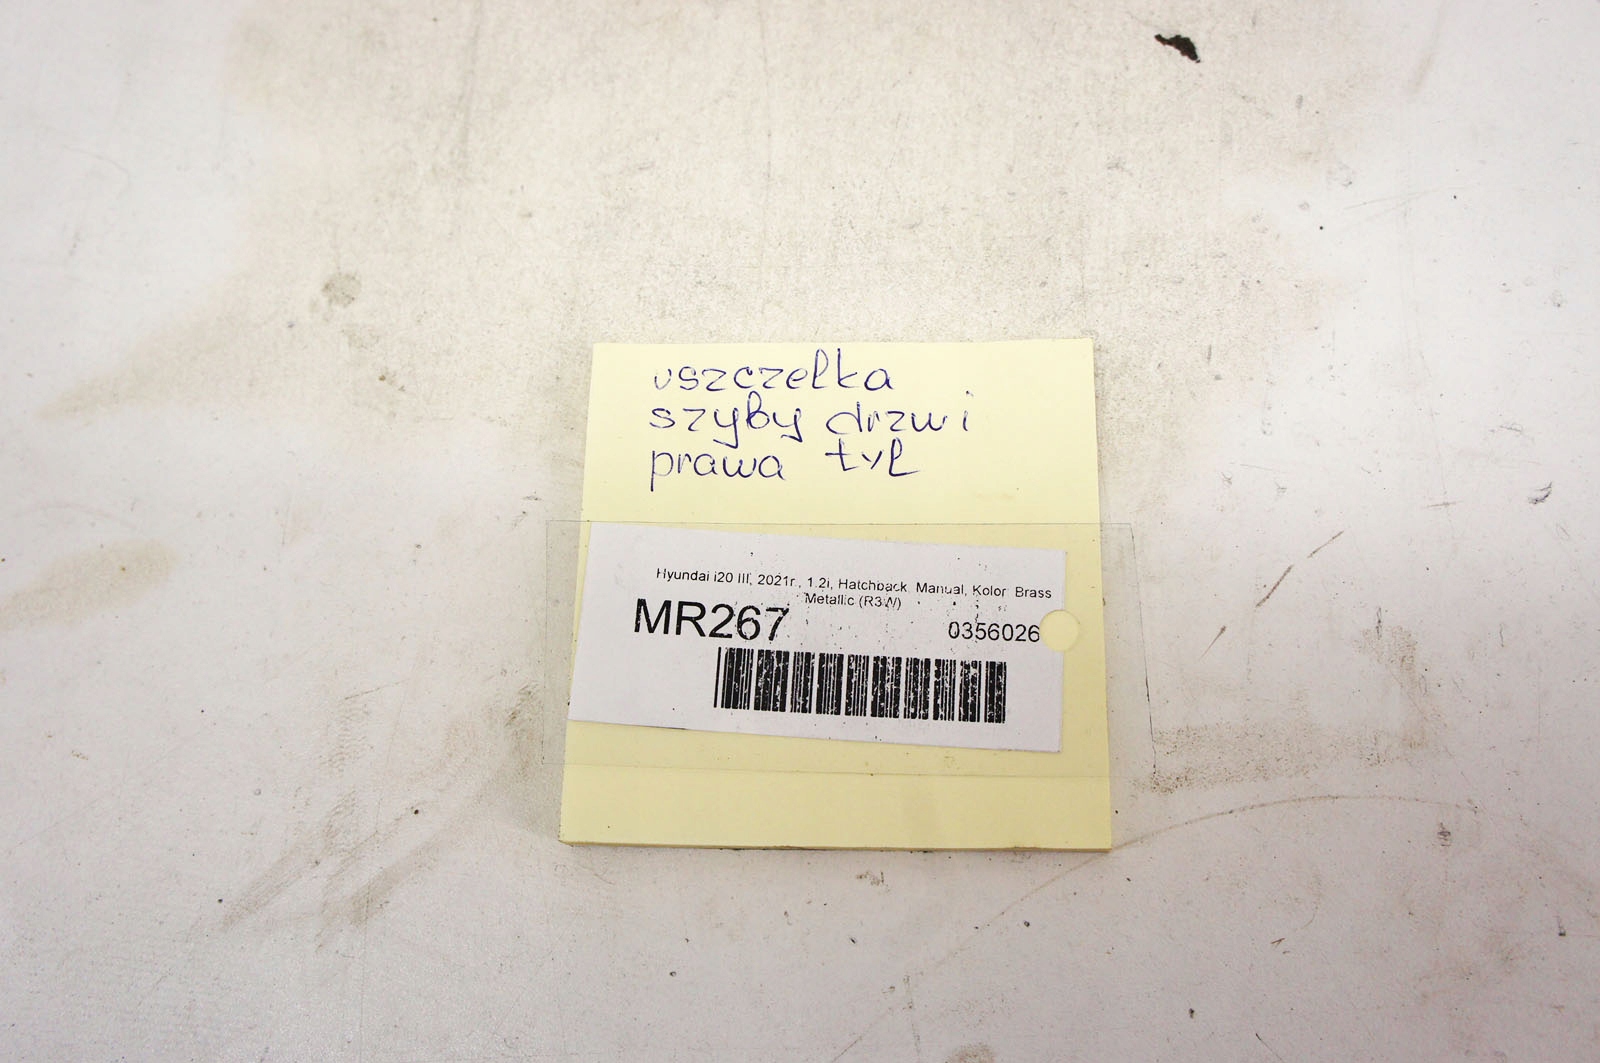 uszczelka
szyby drzwi
prawa tył
Hyundai i20 III, 2021r., 1.2i, Hatchback, Manual, Kolor: Brass
Metallic (R3W)
MR267 0356026